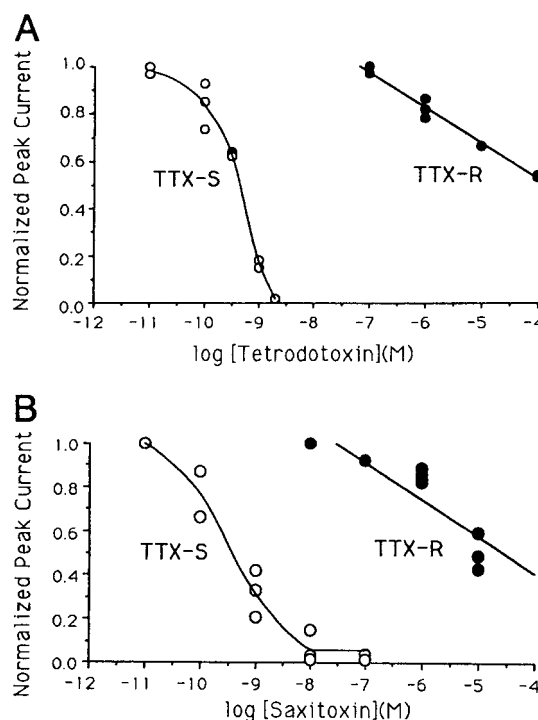 A
Normalized Peak Current
1.0
0.8
0.6
0.4
0.2
0.0
TTX-S
TTX-R
-12 -11 -10 -9 -8 -7 -6 -5 -4
log [Tetrodotoxin](M)
B
Normalized Peak Current
1.0
0.8
0.6
0.4
0.2
0.0
TTX-S
TTX-R
-12 -11 -10 -9 -8 -7 -6 -5 -4
log [Saxitoxin](M)